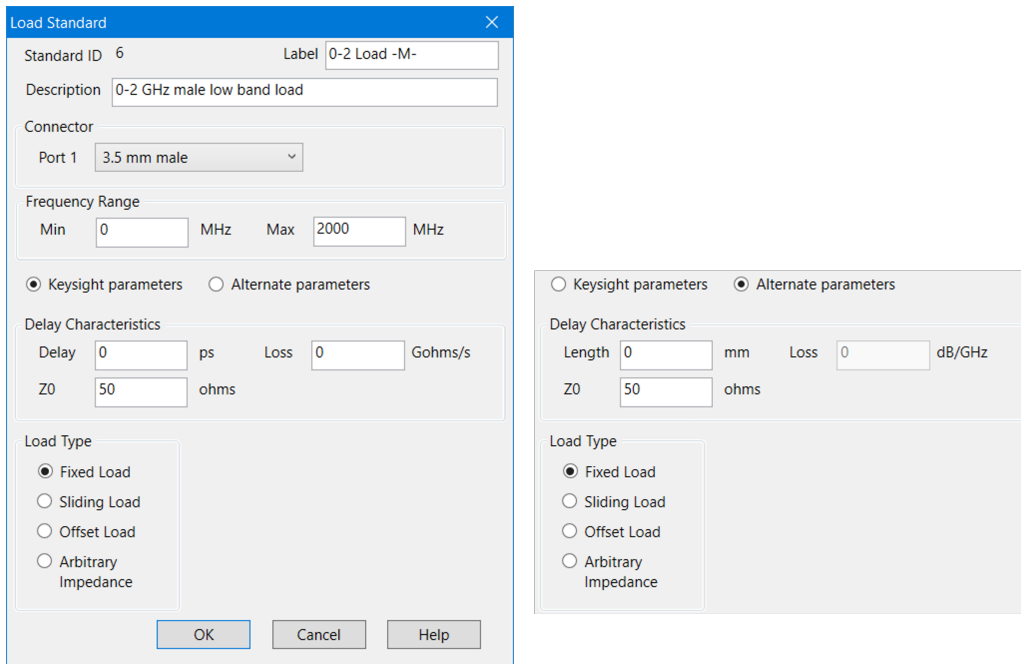 Load Standard
Standard ID 6 Label 0-2 Load -M-
Description 0-2 GHz male low band load
Connector
Port 1 3.5 mm male
Frequency Range
Min 0 MHz Max 2000 MHz
Keysight parameters Alternate parameters
Delay Characteristics
Delay 0 ps Loss 0 Gohms/s
Z0 50 ohms
Load Type
Fixed Load
Sliding Load
Offset Load
Arbitrary
Impedance
OK Cancel Help
Keysight parameters Alternate parameters
Delay Characteristics
Length 0 mm Loss 0 dB/GHz
Z0 50 ohms
Load Type
Fixed Load
Sliding Load
Offset Load
Arbitrary
Impedance